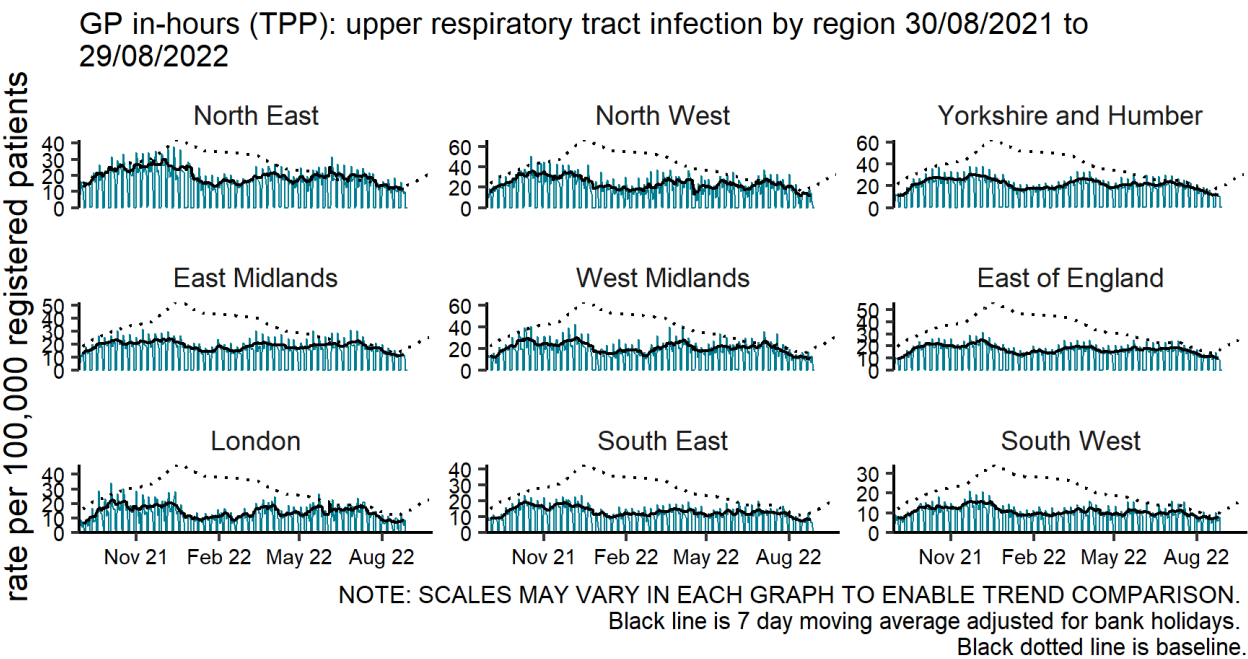 GP in-hours (TPP): upper respiratory tract infection by region 30/08/2021 to
29/08/2022
rate per 100,000 registered patients
North East
40
30
20
10
0
North West
60
40
20
0
Yorkshire and Humber
60
40
20
0
East Midlands
50
40
30
20
10
0
West Midlands
60
40
20
0
East of England
50
40
30
20
10
0
London
40
30
20
10
0
Nov 21 Feb 22 May 22 Aug 22
South East
40
30
20
10
0
Nov 21 Feb 22 May 22 Aug 22
South West
30
20
10
0
Nov 21 Feb 22 May 22 Aug 22
NOTE: SCALES MAY VARY IN EACH GRAPH TO ENABLE TREND COMPARISON.
Black line is 7 day moving average adjusted for bank holidays.
Black dotted line is baseline.